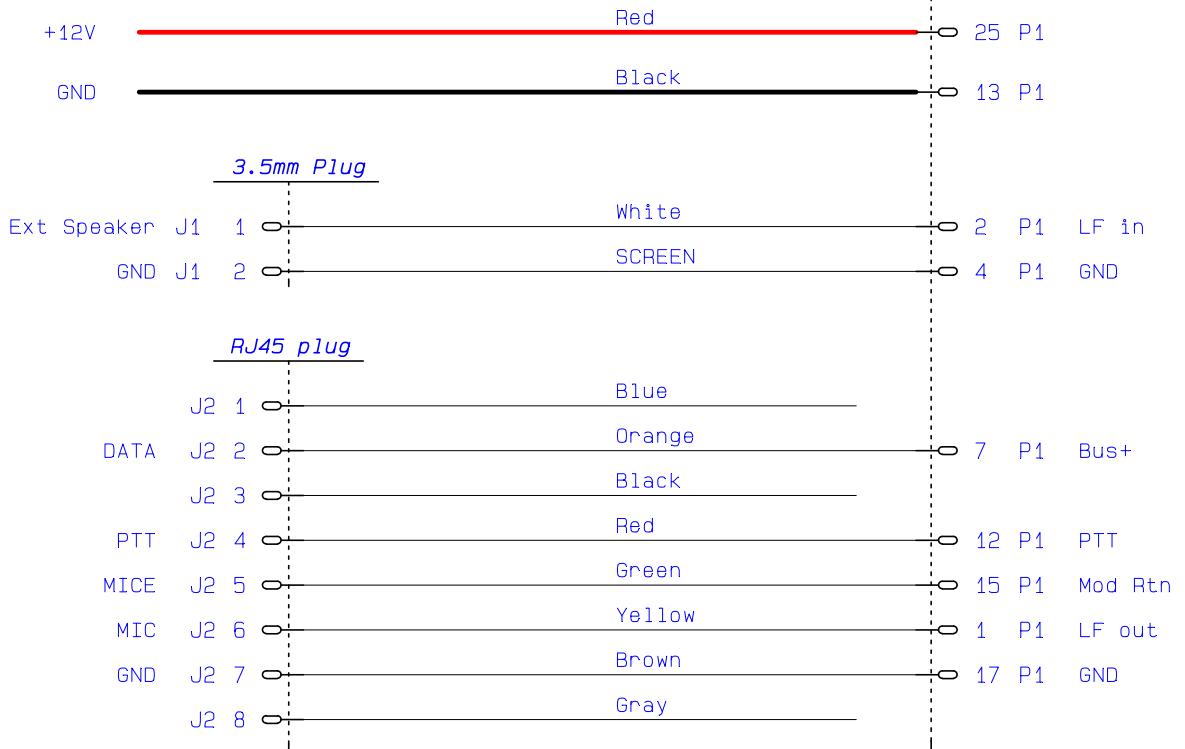 Red
+12V 25 P1
Black
GND 13 P1
3.5mm Plug
White
Ext Speaker J1 1 2 P1 LF in
SCREEN
GND J1 2 4 P1 GND
RJ45 plug
Blue
J2 1
Orange
DATA J2 2 7 P1 Bus+
Black
J2 3
Red
PTT J2 4 12 P1 PTT
Green
MICE J2 5 15 P1 Mod Rtn
Yellow
MIC J2 6 1 P1 LF out
Brown
GND J2 7 17 P1 GND
Gray
J2 8